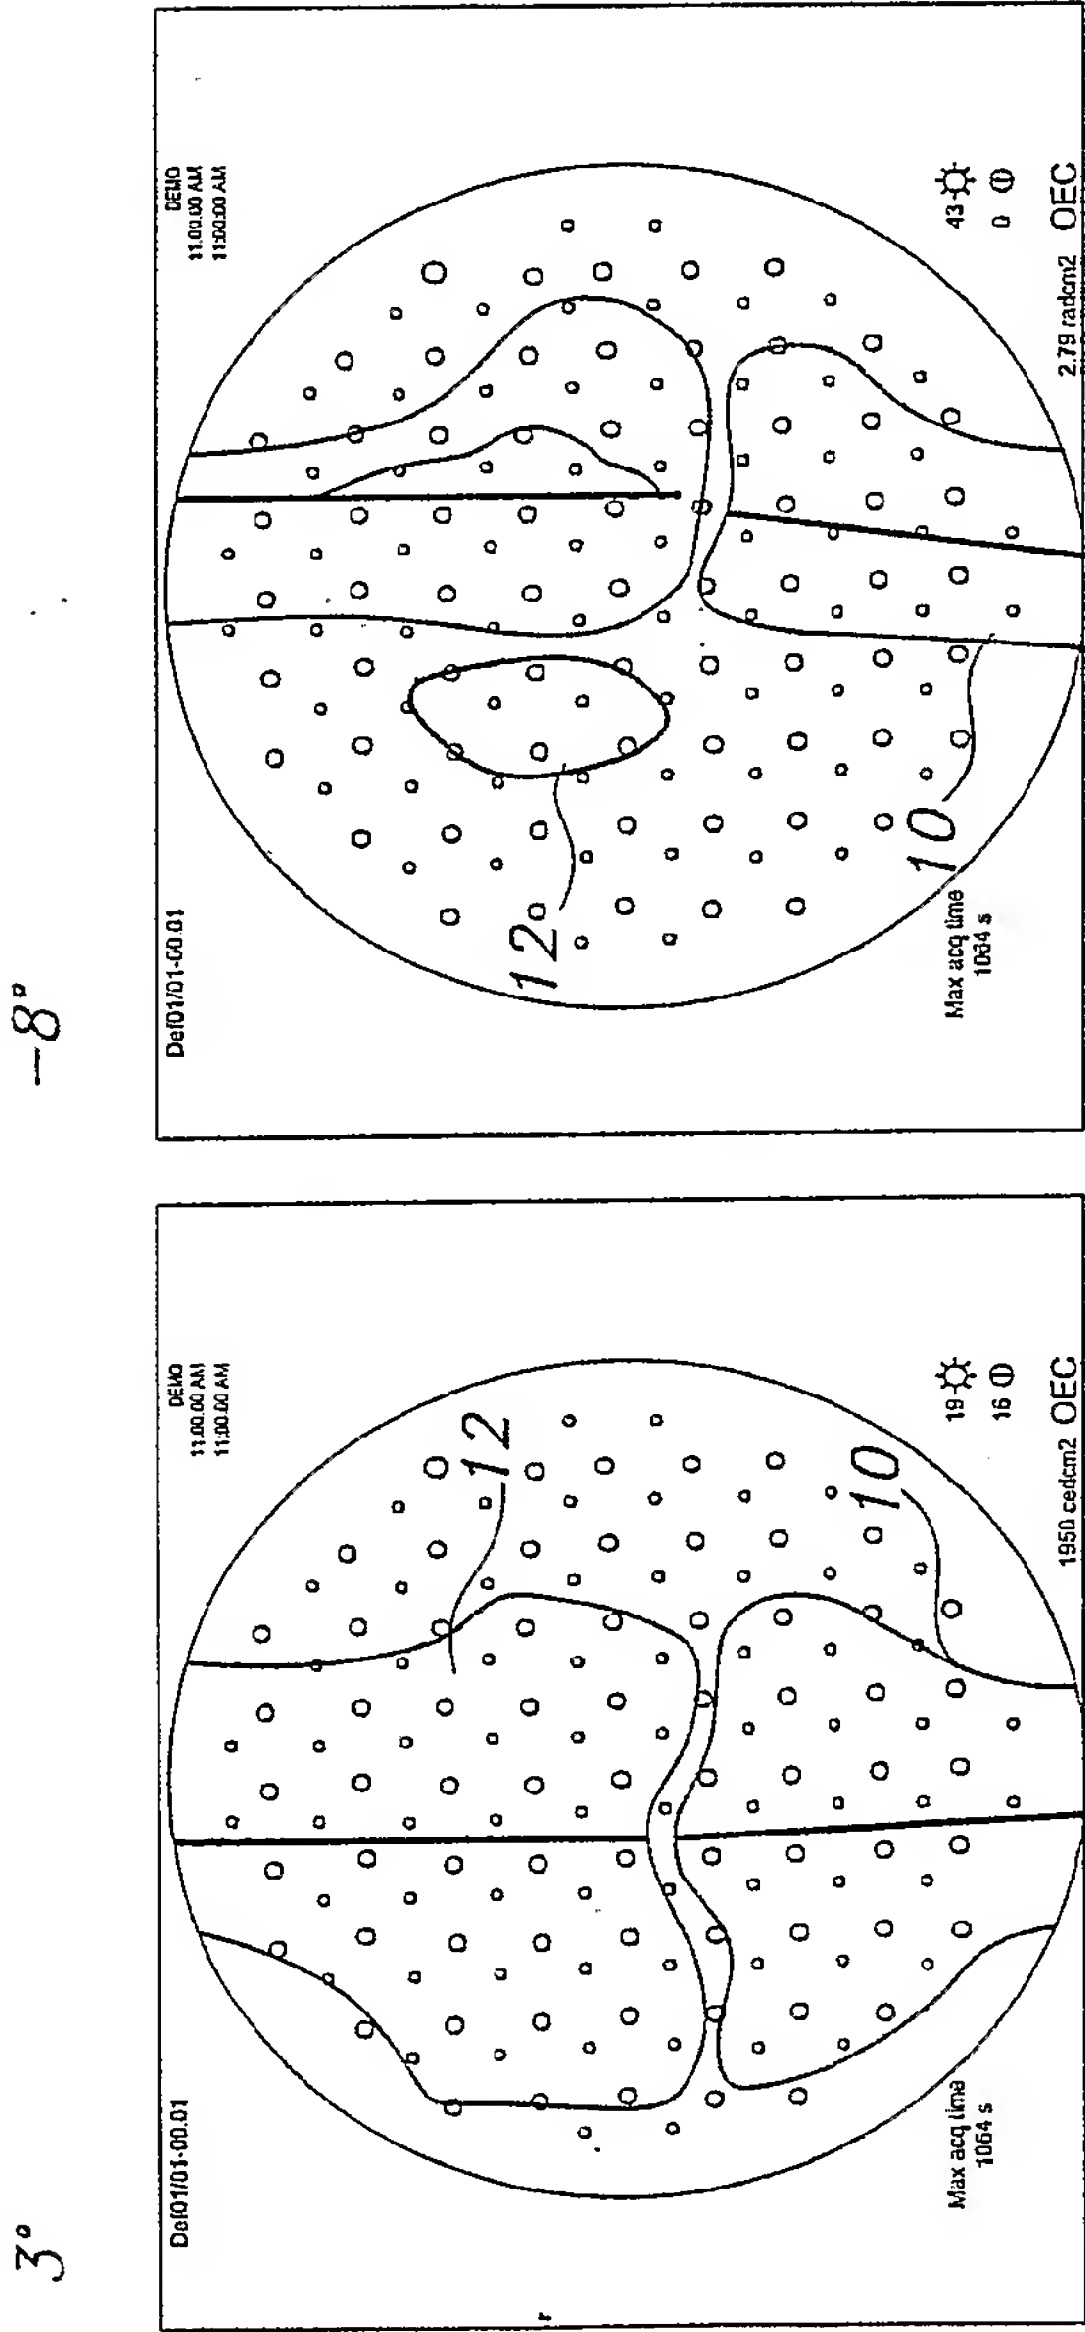 3°
Def01/01-00.01
DEMO
11:00.00 AM
11:00.00 AM
12
10
19
16
Max acq time
1064 s
1950 cedcm2 OEC
−8°
Def01/01-00.01
DEMO
11:00.00 AM
11:00:00 AM
12
10
43
0
Max acq time
1064 s
2.79 radcm2 OEC